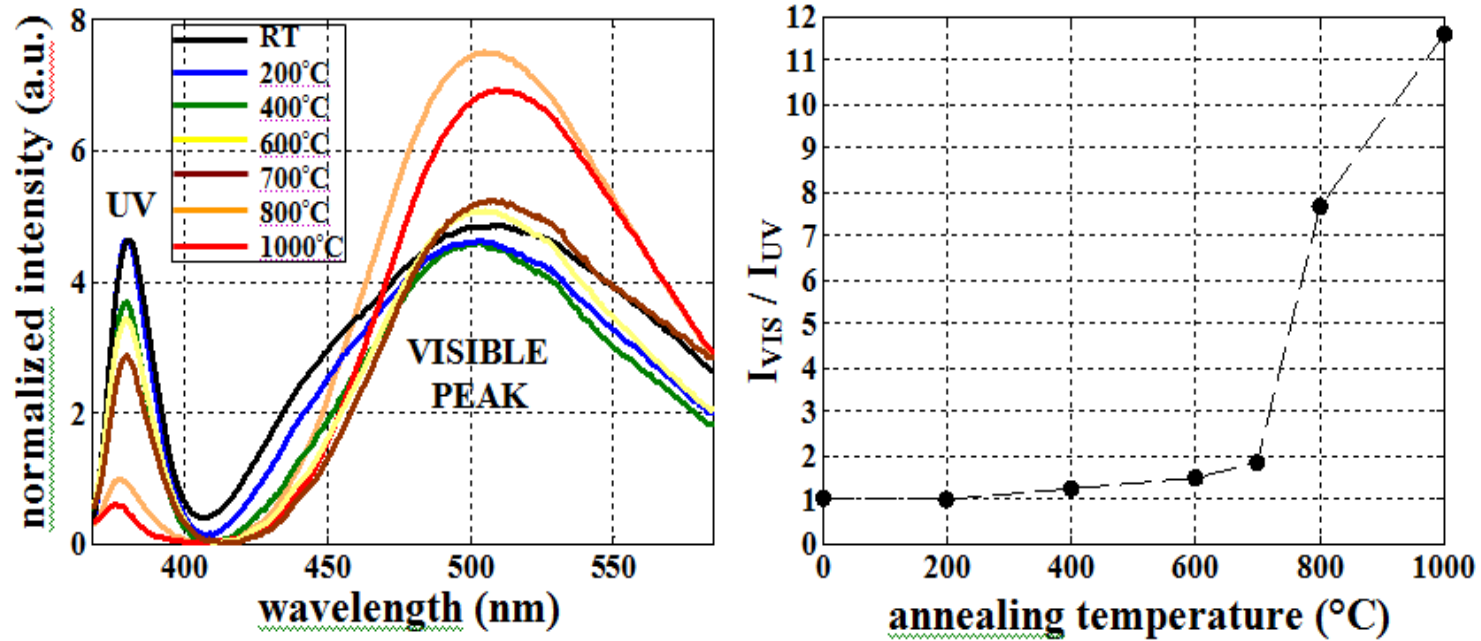 normalized intensity (a.u.)
8
6
4
2
0
RT
200°C
400°C
600°C
700°C
800°C
1000°C
UV
VISIBLE
PEAK
400 450 500 550
wavelength (nm)
I_VIS / I_UV
12
11
10
9
8
7
6
5
4
3
2
1
0
0 200 400 600 800 1000
annealing temperature (°C)